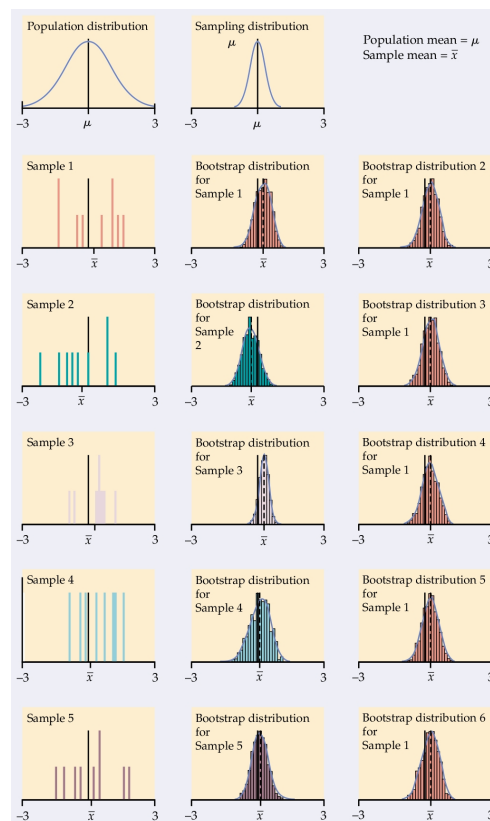 Population distribution
μ
–3
3
Sampling distribution
μ
μ
–3
3
Population mean = μ
Sample mean = x̄
Sample 1
x̄
–3
3
Bootstrap distribution
for
Sample 1
x̄
–3
3
Bootstrap distribution 2
for
Sample 1
x̄
–3
3
Sample 2
x̄
–3
3
Bootstrap distribution
for
Sample
2
x̄
–3
3
Bootstrap distribution 3
for
Sample 1
x̄
–3
3
Sample 3
x̄
–3
3
Bootstrap distribution
for
Sample 3
x̄
–3
3
Bootstrap distribution 4
for
Sample 1
x̄
–3
3
Sample 4
x̄
–3
3
Bootstrap distribution
for
Sample 4
x̄
–3
3
Bootstrap distribution 5
for
Sample 1
x̄
–3
3
Sample 5
x̄
–3
3
Bootstrap distribution
for
Sample 5
x̄
–3
3
Bootstrap distribution 6
for
Sample 1
x̄
–3
3